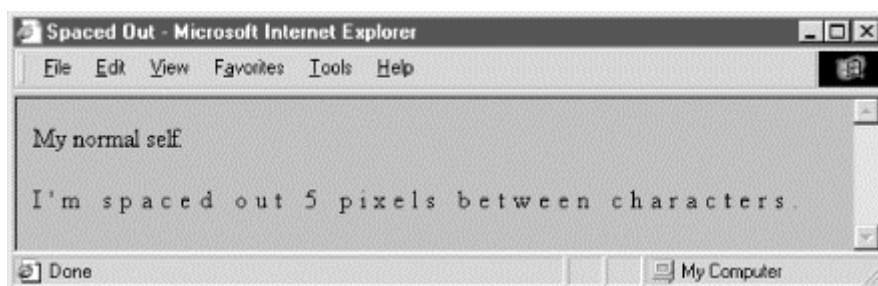 Spaced Out - Microsoft Internet Explorer
File Edit View Favorites Tools Help
My normal self.
I'm spaced out 5 pixels between characters.
Done My Computer